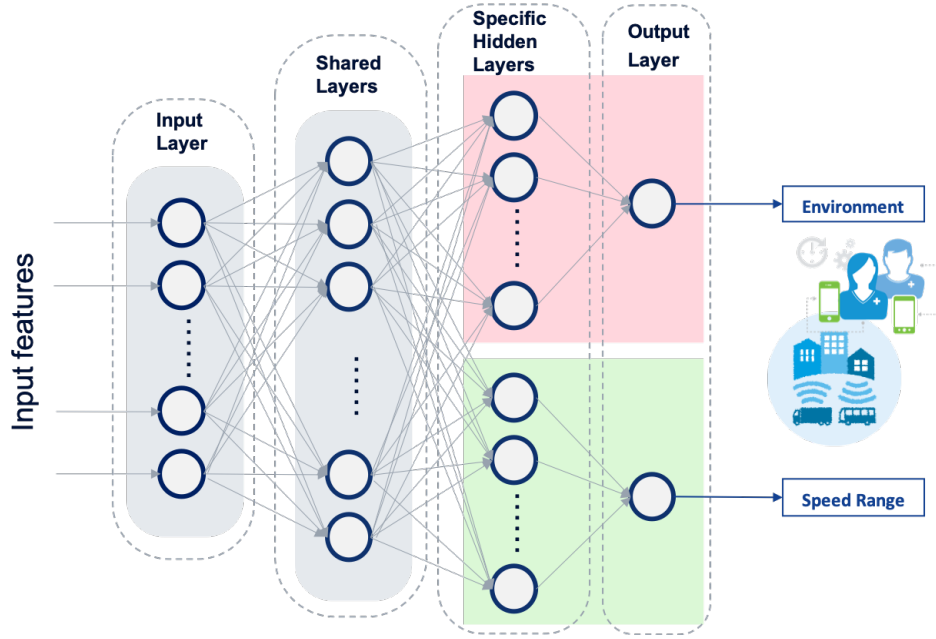 Input features
Input
Layer
Shared
Layers
Specific
Hidden
Layers
Output
Layer
Environment
Speed Range